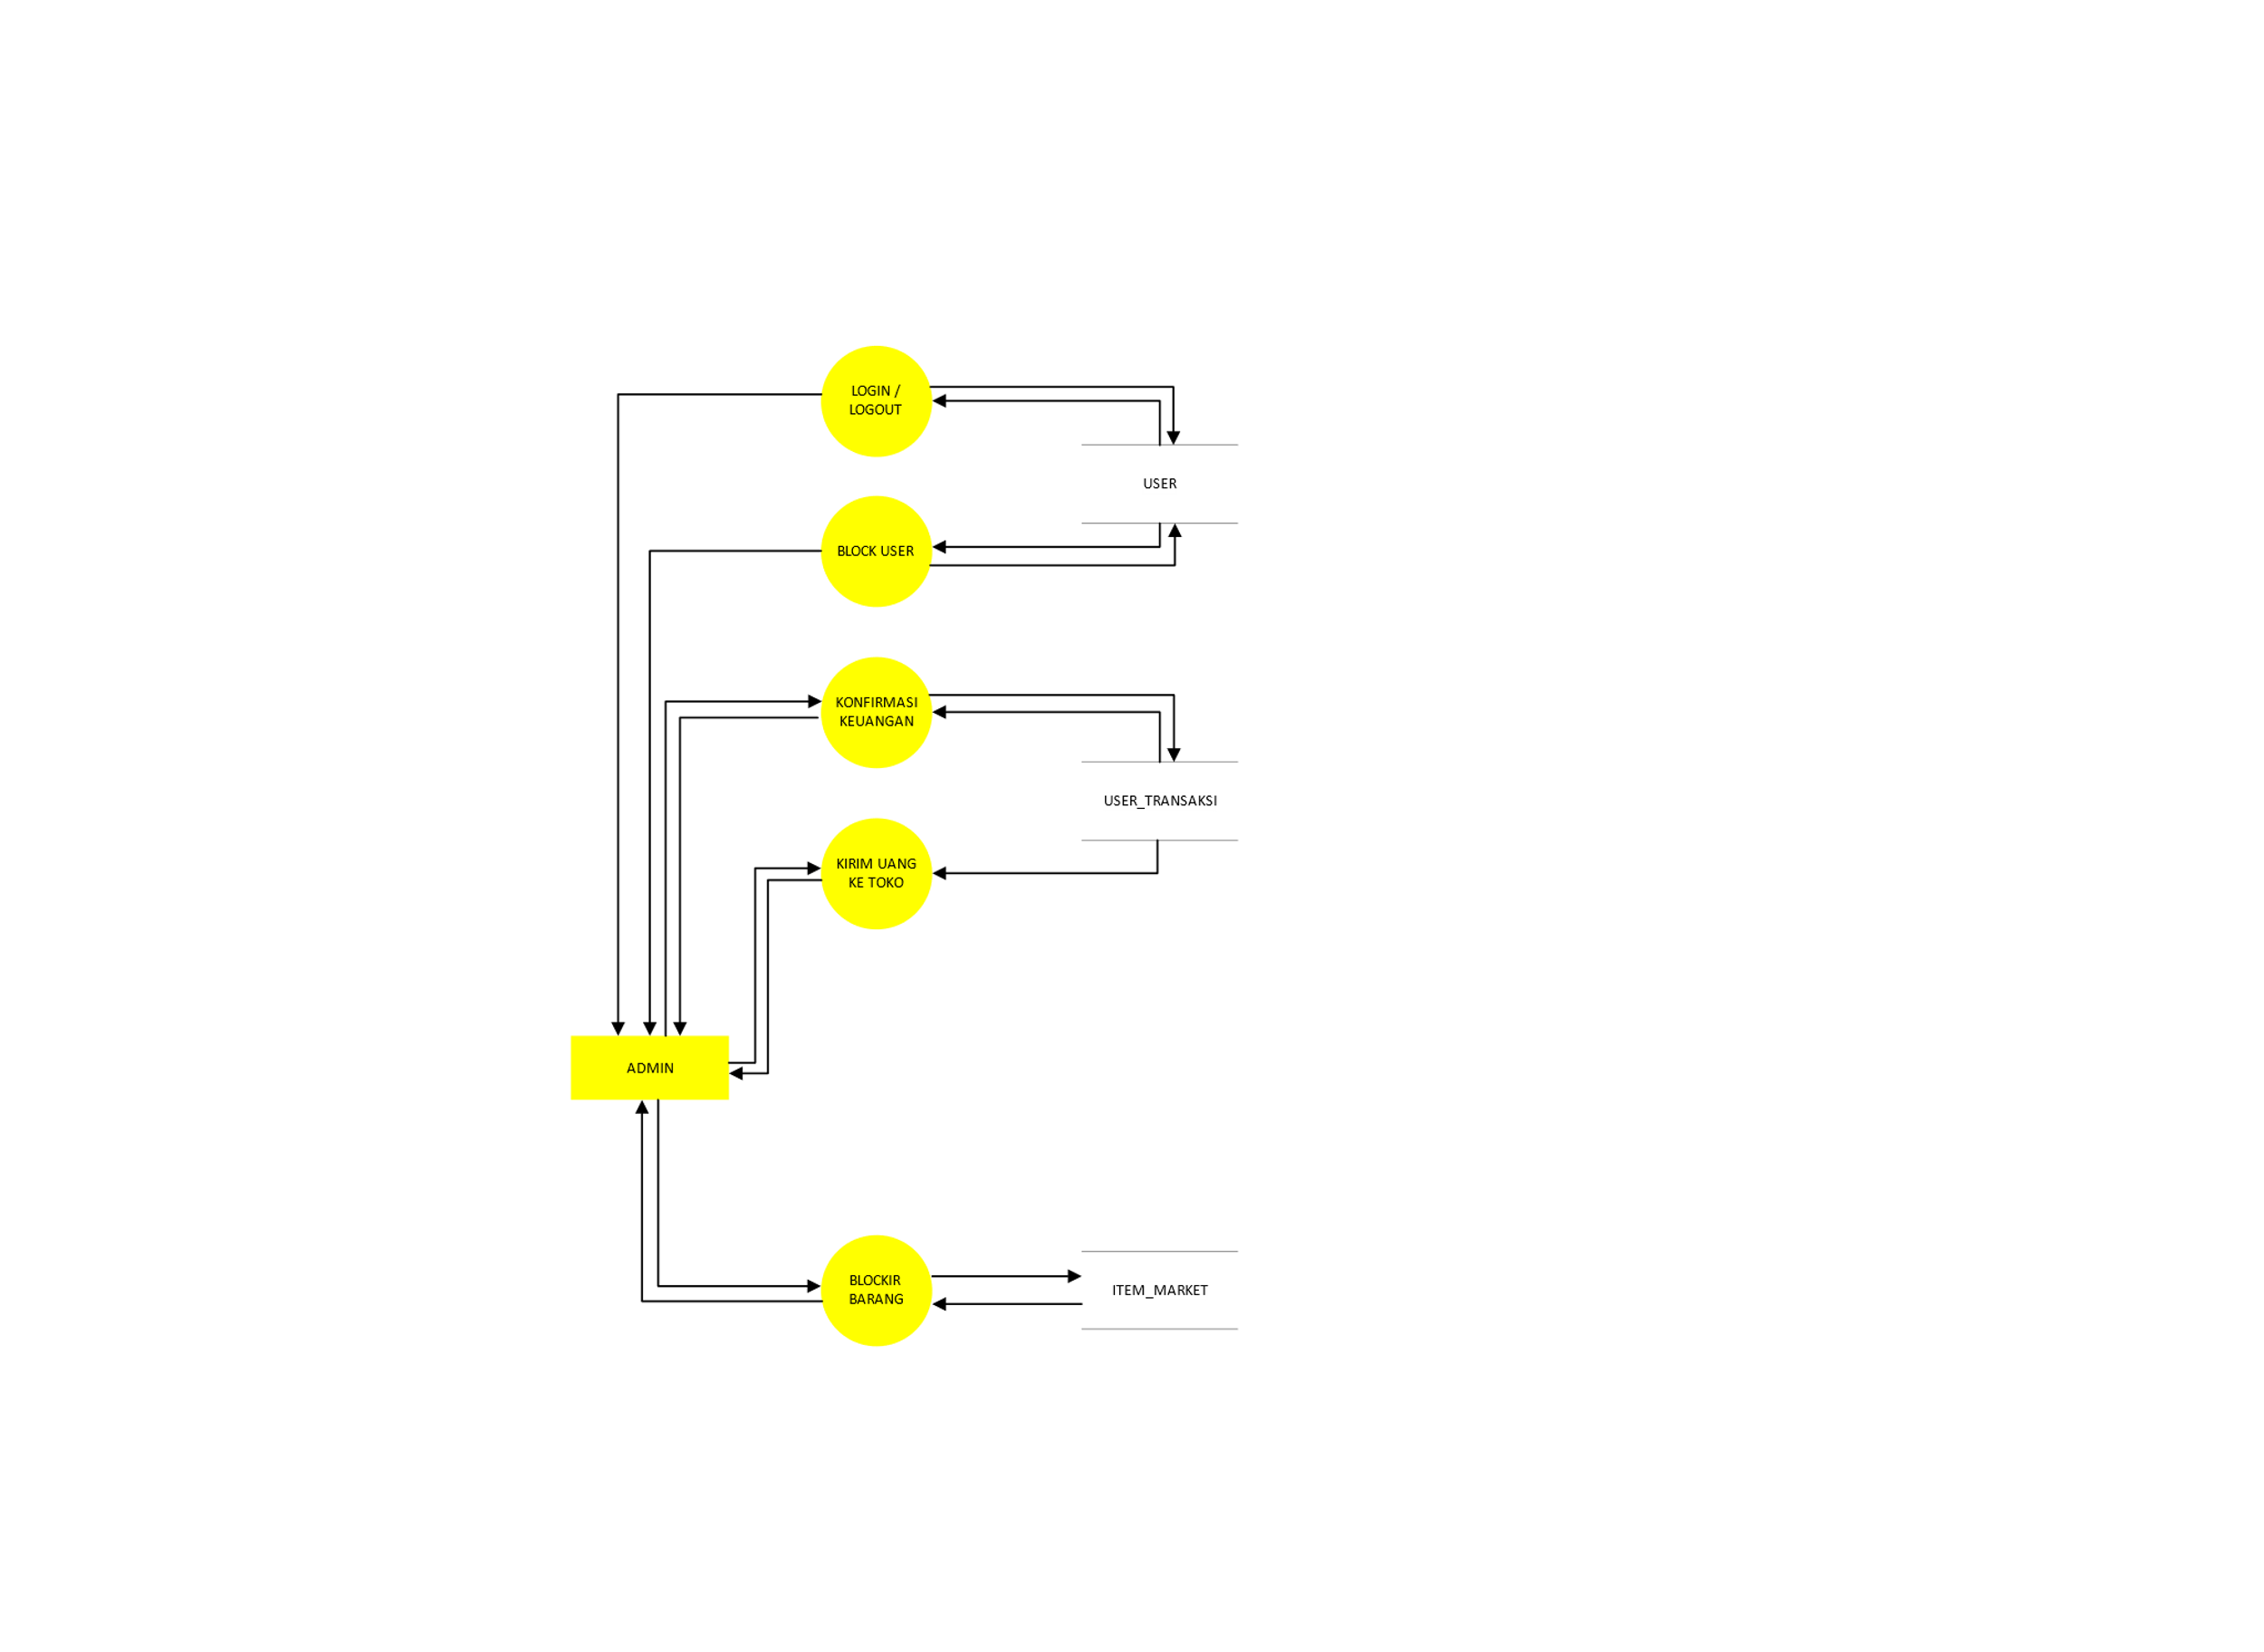 LOGIN /
LOGOUT
USER
BLOCK USER
KONFIRMASI
KEUANGAN
USER_TRANSAKSI
KIRIM UANG
KE TOKO
ADMIN
BLOCKIR
BARANG
ITEM_MARKET